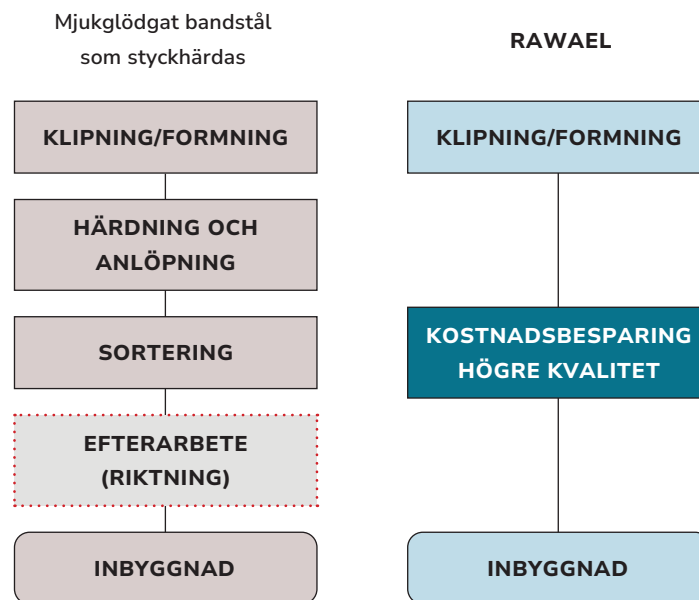 Mjukglödgat bandstål
som styckhärdas
KLIPNING/FORMNING
HÄRDNING OCH
ANLÖPNING
SORTERING
EFTERARBETE
(RIKTNING)
INBYGGNAD
RAWAEL
KLIPNING/FORMNING
KOSTNADSBESPARING
HÖGRE KVALITET
INBYGGNAD